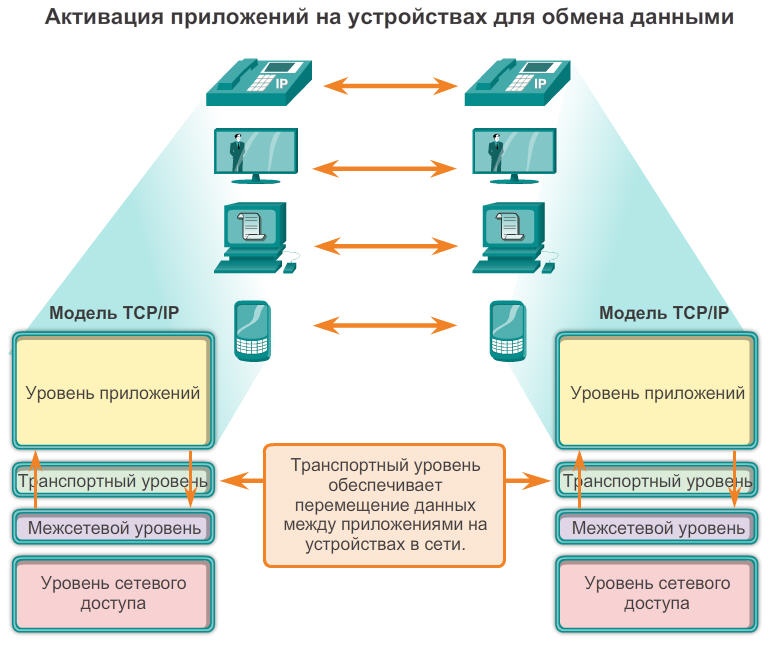 Активация приложений на устройствах для обмена данными
IP
IP
Модель TCP/IP
Модель TCP/IP
Уровень приложений
Уровень приложений
Транспортный уровень
обеспечивает
перемещение данных
между приложениями на
устройствах в сети.
Транспортный уровень
Транспортный уровень
Межсетевой уровень
Межсетевой уровень
Уровень сетевого
доступа
Уровень сетевого
доступа